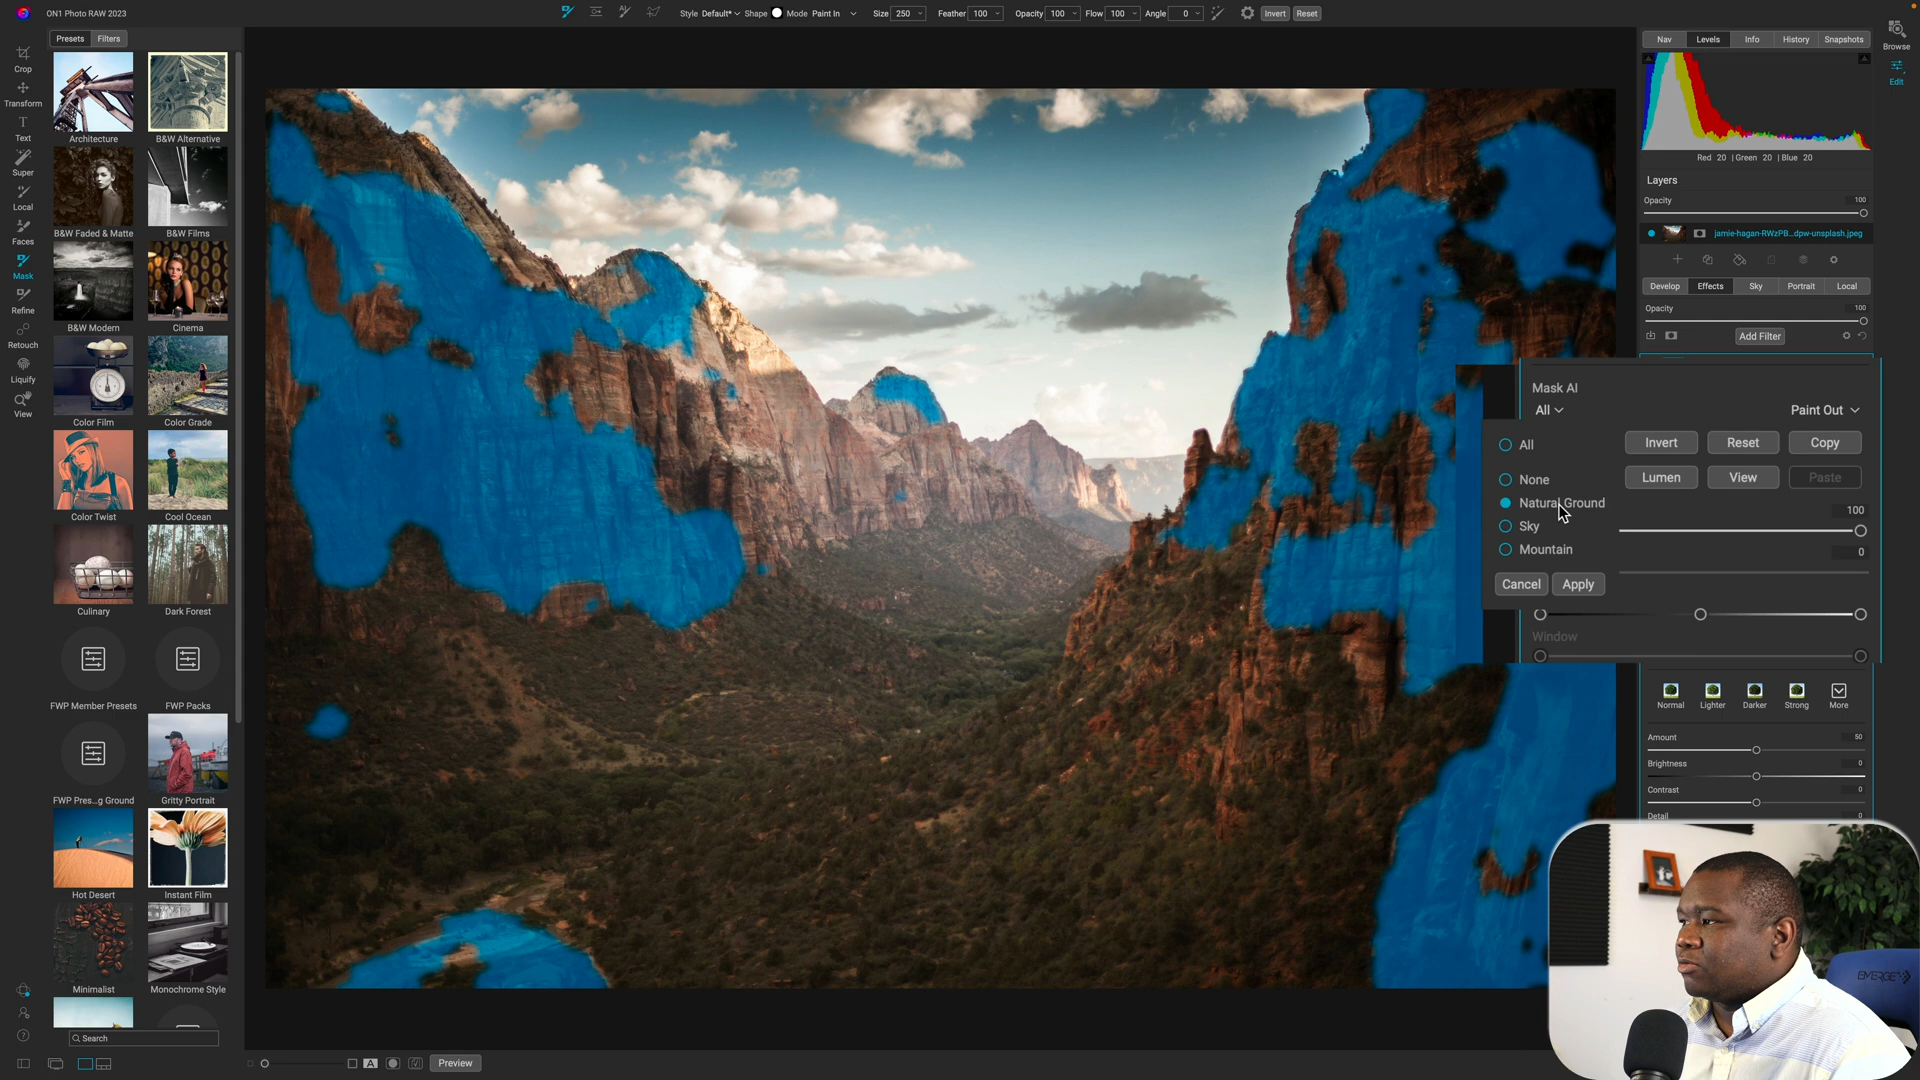 ON1 Photo RAW 2023
Style Default* Shape Mode Paint In Size 250 Feather 100 Opacity 100 Flow 100 Angle 0 Invert Reset
Presets Filters
Crop
Transform
Text
Super
Local
Faces
Mask
Refine
Retouch
Liquify
View
Architecture B&W Alternative
B&W Faded & Matte B&W Films
B&W Modern Cinema
Color Film Color Grade
Color Twist Cool Ocean
Culinary Dark Forest
FWP Member Presets FWP Packs
FWP Pres...g Ground Gritty Portrait
Hot Desert Instant Film
Minimalist Monochrome Style
Search
A Preview
Nav Levels Info History Snapshots
Browse
Edit
Red 20 | Green 20 | Blue 20
Layers
Opacity 100
jamie-hagan-RWzPB...dpw-unsplash.jpeg
Develop Effects Sky Portrait Local
Opacity 100
Add Filter
Mask AI
All Paint Out
All Invert Reset Copy
None Lumen View Paste
Natural Ground 100
Sky
Mountain 0
Cancel Apply
Window
Normal Lighter Darker Strong More
Amount 50
Brightness 0
Contrast 0
Detail 0
EMERGE